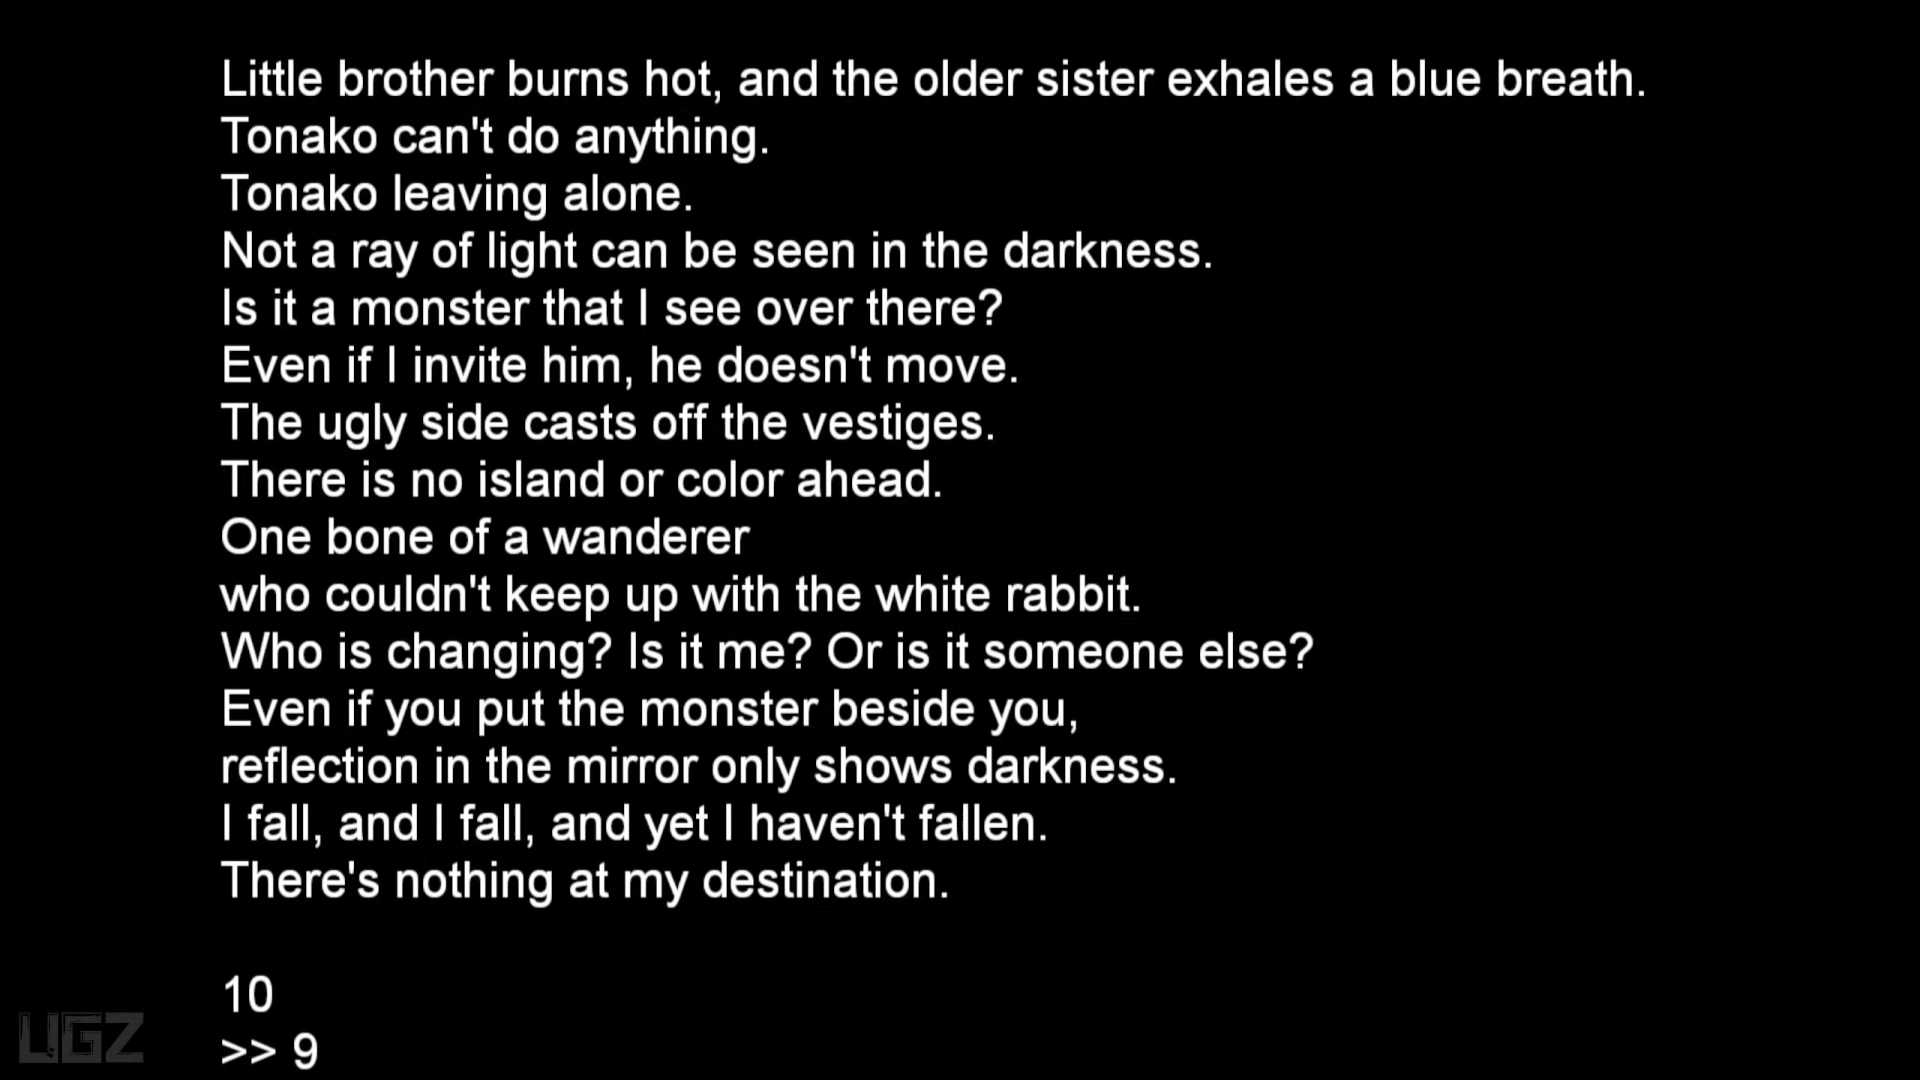 Little brother burns hot, and the older sister exhales a blue breath.
Tonako can't do anything.
Tonako leaving alone.
Not a ray of light can be seen in the darkness.
Is it a monster that I see over there?
Even if I invite him, he doesn't move.
The ugly side casts off the vestiges.
There is no island or color ahead.
One bone of a wanderer
who couldn't keep up with the white rabbit.
Who is changing? Is it me? Or is it someone else?
Even if you put the monster beside you,
reflection in the mirror only shows darkness.
I fall, and I fall, and yet I haven't fallen.
There's nothing at my destination.
10
>> 9
UGZ